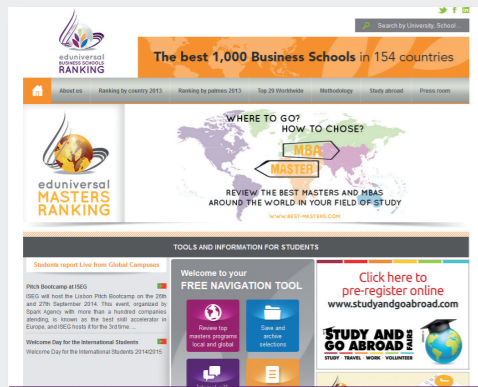 Search by University, School ...
eduniversal
BUSINESS SCHOOLS
RANKING
The best 1,000 Business Schools in 154 countries
About us
Ranking by country 2013
Ranking by palmes 2013
Top 20 Worldwide
Methodology
Study abroad
Press room
WHERE TO GO?
HOW TO CHOSE?
MBA
MASTER
REVIEW THE BEST MASTERS AND MBAS
AROUND THE WORLD IN YOUR FIELD OF STUDY
WWW.BEST-MASTERS.COM
eduniversal
MASTERS
RANKING
TOOLS AND INFORMATION FOR STUDENTS
Students report Live from Global Campuses
Pitch Bootcamp at ISEG
ISEG will host the Lisbon Pitch Bootcamp on the 26th
and 27th September 2014. This event, organized by
Spark Agency with more than a hundred companies
attending, is known as the best skill accelerator in
Europe, and ISEG hosts it for the 3rd time. ...
Welcome Day for the International Students
Welcome Day for the International Students 2014/2015
Welcome to your
FREE NAVIGATION TOOL
Review top
masters programs
local and global
Save and
archive
selections
Click here to
pre-register online
www.studyandgoabroad.com
STUDY AND
GO ABROAD
FAIRS
STUDY TRAVEL WORK VOLUNTEER